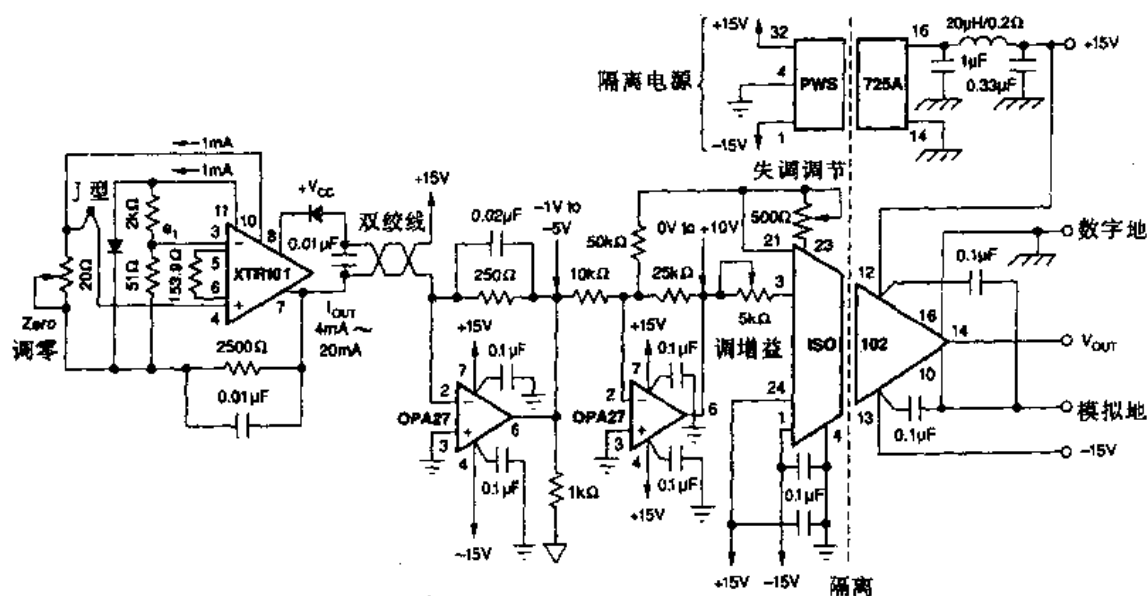 +15V
32
4
1
-15V
PWS
隔离电源
725A
16
14
20μH/0.2Ω
1μF
0.33μF
+15V
1mA
1mA
J 型
2kΩ
11
10
e1
3
5
6
4
8
7
XTR101
+VCC
0.01μF
20Ω
51Ω
153.9Ω
Zero
调零
2500Ω
0.01μF
IOUT
4mA～
20mA
双绞线
+15V
0.02μF
250Ω
-1V to
-5V
+15V
7
0.1μF
2
3
OPA27
6
4
0.1μF
~15V
1kΩ
10kΩ
50kΩ
25kΩ
0V to +10V
+15V
7
0.1μF
2
3
OPA27
6
4
0.1μF
+15V
失调调节
500Ω
21
23
3
5kΩ
调增益
24
1
4
ISO
0.1μF
+15V
-15V
隔离
102
12
16
14
10
13
0.1μF
0.1μF
数字地
VOUT
模拟地
-15V